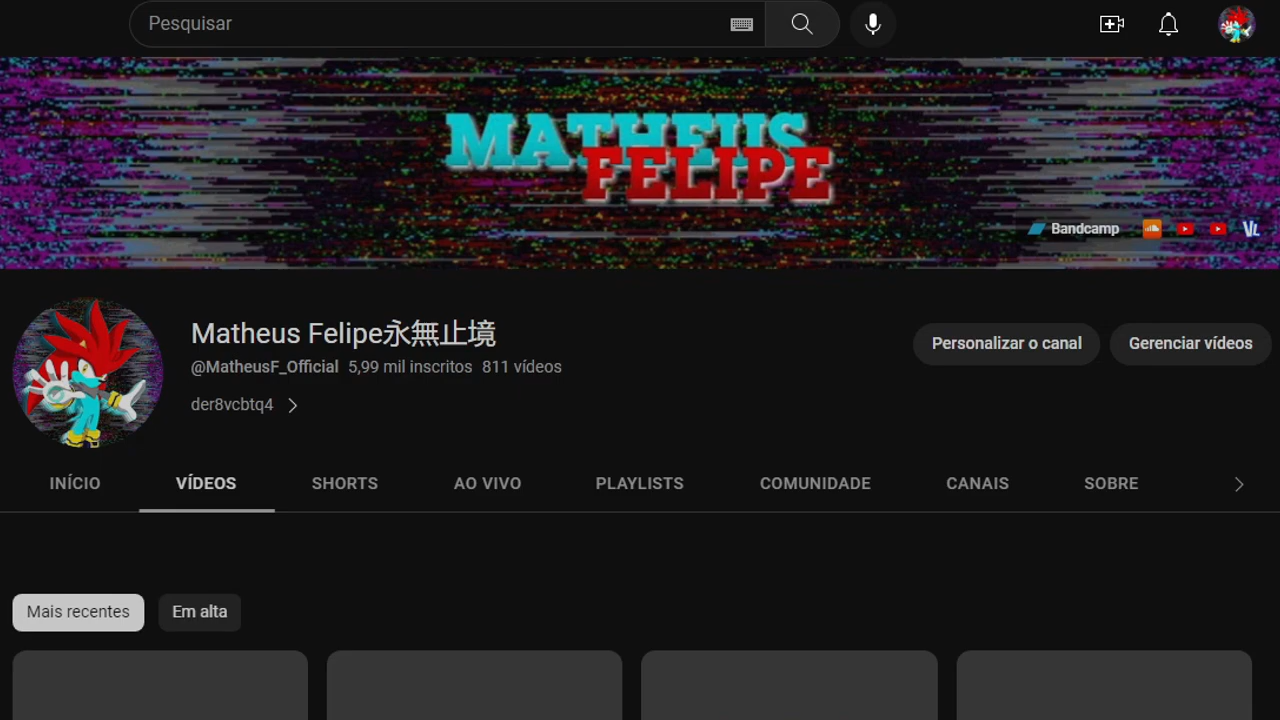 Pesquisar
MATHEUS
FELIPE
Bandcamp
VL
Matheus Felipe永無止境
@MatheusF_Official 5,99 mil inscritos 811 vídeos
der8vcbtq4
Personalizar o canal Gerenciar vídeos
INÍCIO VÍDEOS SHORTS AO VIVO PLAYLISTS COMUNIDADE CANAIS SOBRE
Mais recentes Em alta